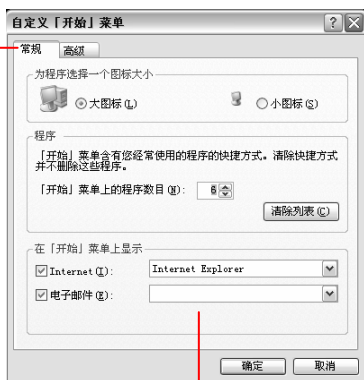 自定义「开始」菜单
常规 高级
为程序选择一个图标大小
大图标(L) 小图标(S)
程序
「开始」菜单含有您经常使用的程序的快捷方式。清除快捷方式
并不删除这些程序。
「开始」菜单上的程序数目(N): 6
清除列表(C)
在「开始」菜单上显示
Internet(I): Internet Explorer
电子邮件(E):
确定 取消